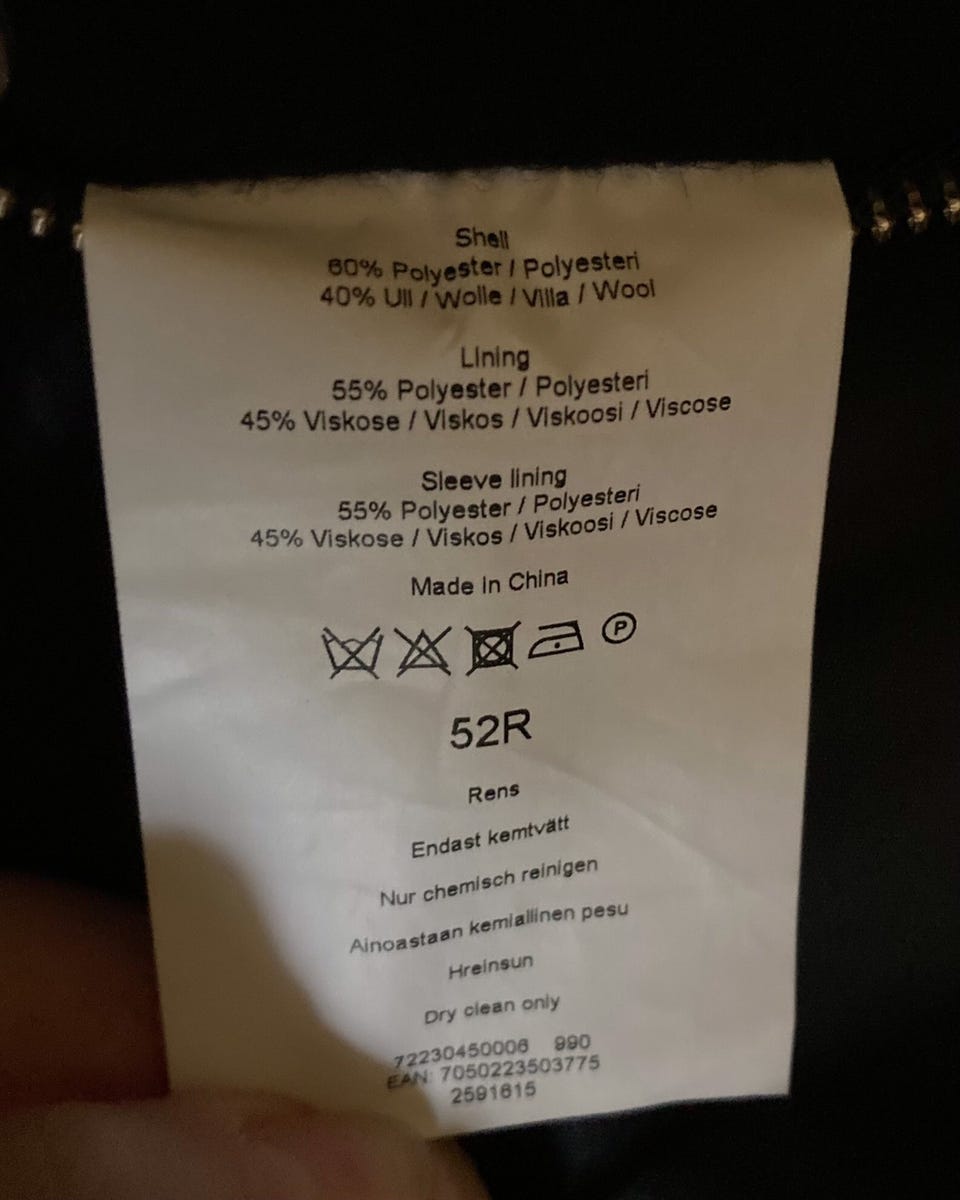 Shell
60% Polyester / Polyesteri
40% Ull / Wolle / Villa / Wool
Lining
55% Polyester / Polyesteri
45% Viskose / Viskos / Viskoosi / Viscose
Sleeve lining
55% Polyester / Polyesteri
45% Viskose / Viskos / Viskoosi / Viscose
Made in China
P
52R
Rens
Endast kemtvätt
Nur chemisch reinigen
Ainoastaan kemiallinen pesu
Hreinsun
Dry clean only
72230450006 990
EAN: 7050223503775
2591615